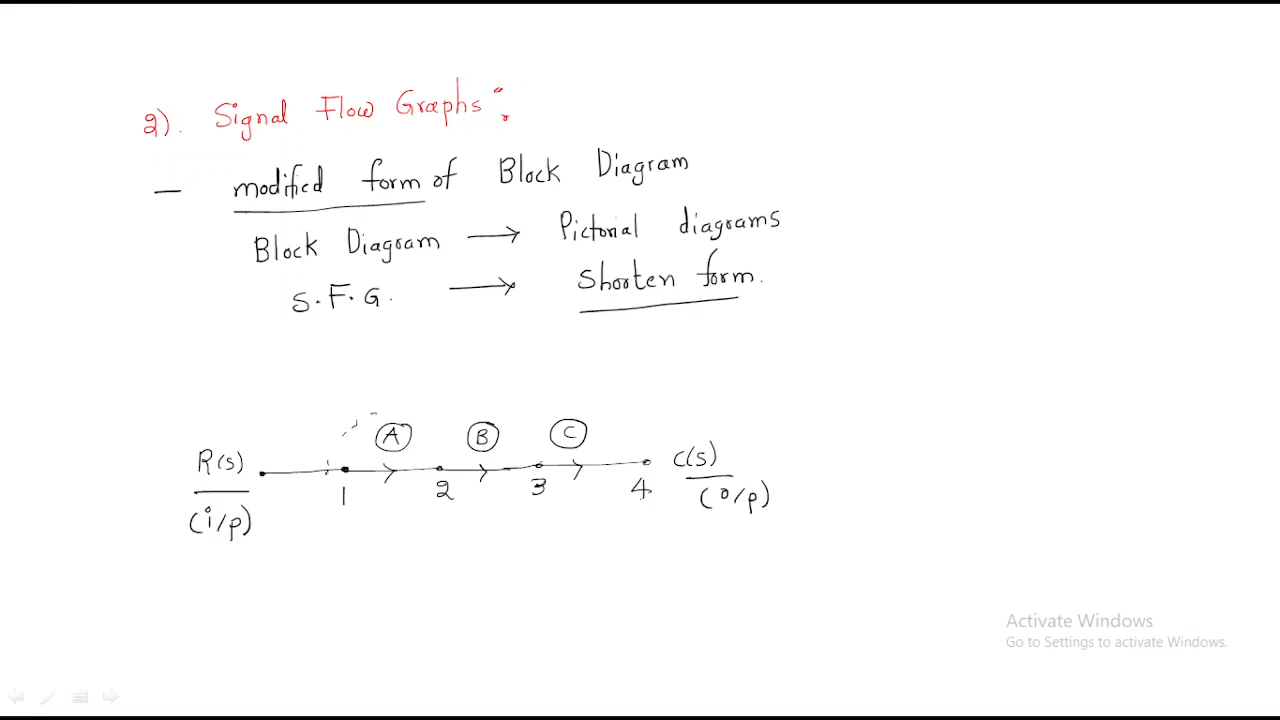 2). Signal Flow Graphs :
— modified form of Block Diagram
Block Diagram → Pictorial diagrams
S.F.G. → Shorten form.
A B C
R(s) C(s)
1 2 3 4
(i/p) (o/p)
Activate Windows
Go to Settings to activate Windows.